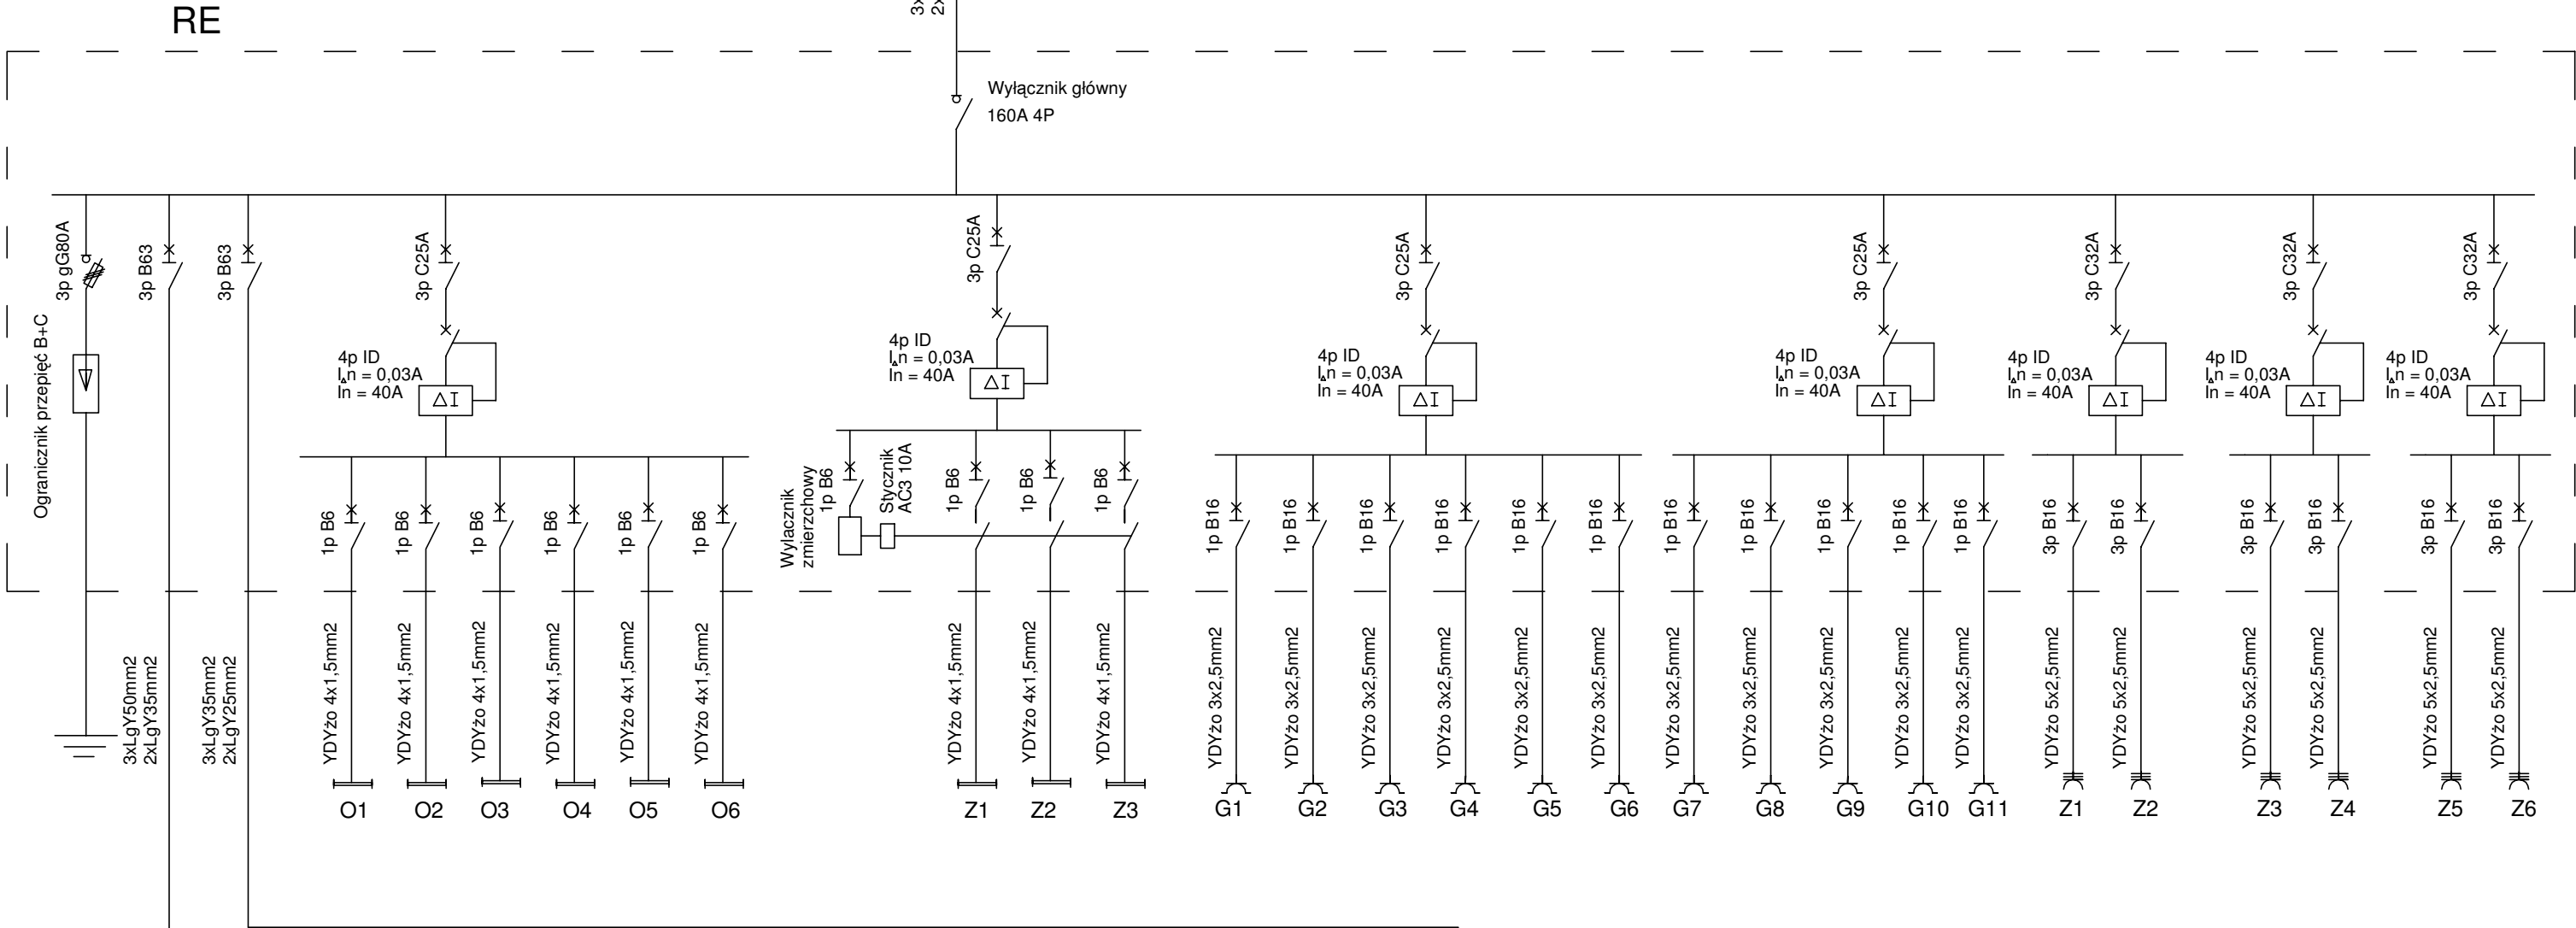 RE
3x
2x
Wyłącznik główny
160A 4P
3p gG80A
Ogranicznik przepięć B+C
3p B63
3p B63
3p C25A
3p C25A
3p C25A
3p C25A
3p C32A
3p C32A
3p C32A
4p ID
I∆n = 0,03A
In = 40A
∆I
4p ID
I∆n = 0,03A
In = 40A
∆I
4p ID
I∆n = 0,03A
In = 40A
∆I
4p ID
I∆n = 0,03A
In = 40A
∆I
4p ID
I∆n = 0,03A
In = 40A
∆I
4p ID
I∆n = 0,03A
In = 40A
∆I
4p ID
I∆n = 0,03A
In = 40A
∆I
1p B6
1p B6
1p B6
1p B6
1p B6
1p B6
Wylacznik
zmierzchowy
1p B6
Stycznik
AC3 10A
1p B6
1p B6
1p B6
1p B16
1p B16
1p B16
1p B16
1p B16
1p B16
1p B16
1p B16
1p B16
1p B16
1p B16
3p B16
3p B16
3p B16
3p B16
3p B16
3p B16
3xLgY50mm2
2xLgY35mm2
3xLgY35mm2
2xLgY25mm2
YDYżo 4x1,5mm2
YDYżo 4x1,5mm2
YDYżo 4x1,5mm2
YDYżo 4x1,5mm2
YDYżo 4x1,5mm2
YDYżo 4x1,5mm2
YDYżo 4x1,5mm2
YDYżo 4x1,5mm2
YDYżo 4x1,5mm2
YDYżo 3x2,5mm2
YDYżo 3x2,5mm2
YDYżo 3x2,5mm2
YDYżo 3x2,5mm2
YDYżo 3x2,5mm2
YDYżo 3x2,5mm2
YDYżo 3x2,5mm2
YDYżo 3x2,5mm2
YDYżo 3x2,5mm2
YDYżo 3x2,5mm2
YDYżo 3x2,5mm2
YDYżo 5x2,5mm2
YDYżo 5x2,5mm2
YDYżo 5x2,5mm2
YDYżo 5x2,5mm2
YDYżo 5x2,5mm2
YDYżo 5x2,5mm2
O1 O2 O3 O4 O5 O6 Z1 Z2 Z3 G1 G2 G3 G4 G5 G6 G7 G8 G9 G10 G11 Z1 Z2 Z3 Z4 Z5 Z6